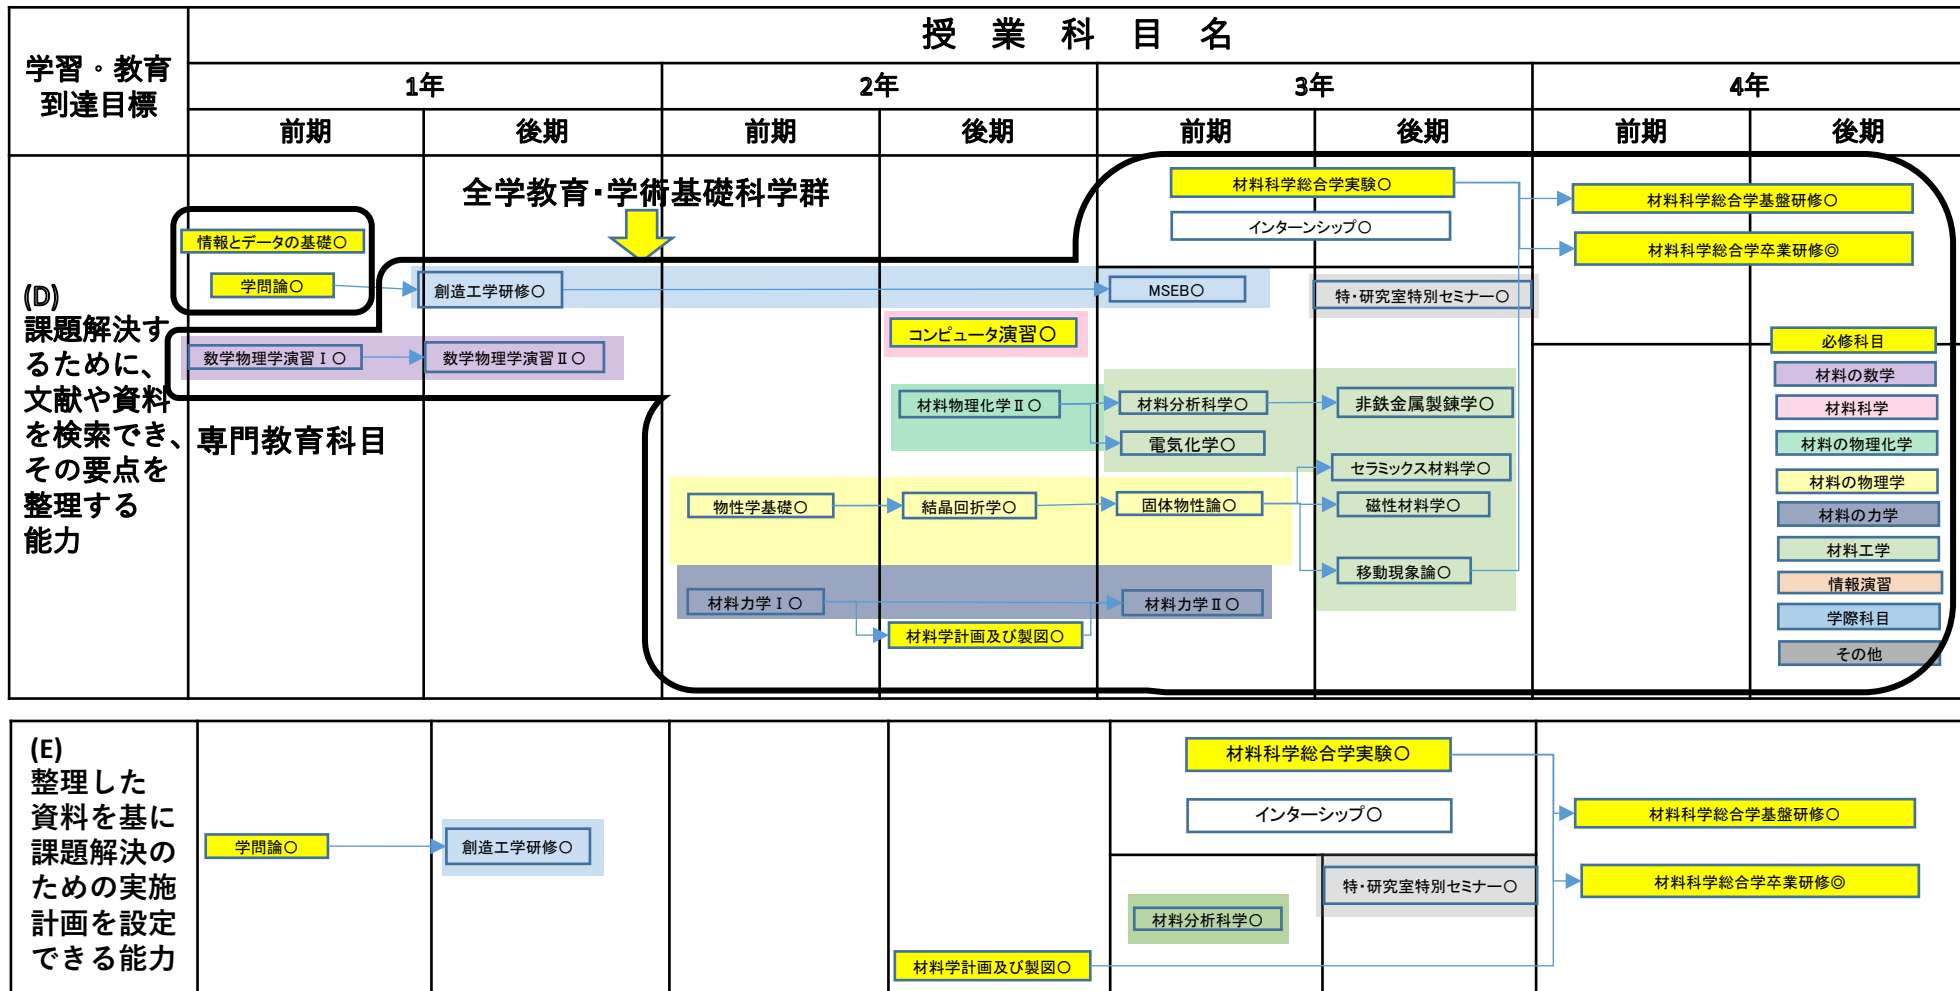 授業科目名
学習・教育
到達目標
1年
2年
3年
4年
前期
後期
前期
後期
前期
後期
前期
後期
全学教育・学術基礎科学群
材料科学総合学実験○
材料科学総合学基盤研修○
インターンシップ○
情報とデータの基礎○
材料科学総合学卒業研修◎
学問論○
創造工学研修○
MSEB○
特・研究室特別セミナー○
(D)
課題解決す
るために、
文献や資料
を検索でき、
その要点を
整理する
能力
コンピュータ演習○
必修科目
数学物理学演習Ⅰ○
数学物理学演習Ⅱ○
材料の数学
材料物理化学Ⅱ○
材料分析科学○
非鉄金属製錬学○
材料科学
専門教育科目
電気化学○
材料の物理化学
セラミックス材料学○
材料の物理学
物性学基礎○
結晶回折学○
固体物性論○
磁性材料学○
材料の力学
材料工学
移動現象論○
情報演習
材料力学Ⅰ○
材料力学Ⅱ○
学際科目
材料学計画及び製図○
その他
(E)
整理した
資料を基に
課題解決の
ための実施
計画を設定
できる能力
材料科学総合学実験○
インターシップ○
材料科学総合学基盤研修○
学問論○
創造工学研修○
特・研究室特別セミナー○
材料科学総合学卒業研修◎
材料分析科学○
材料学計画及び製図○